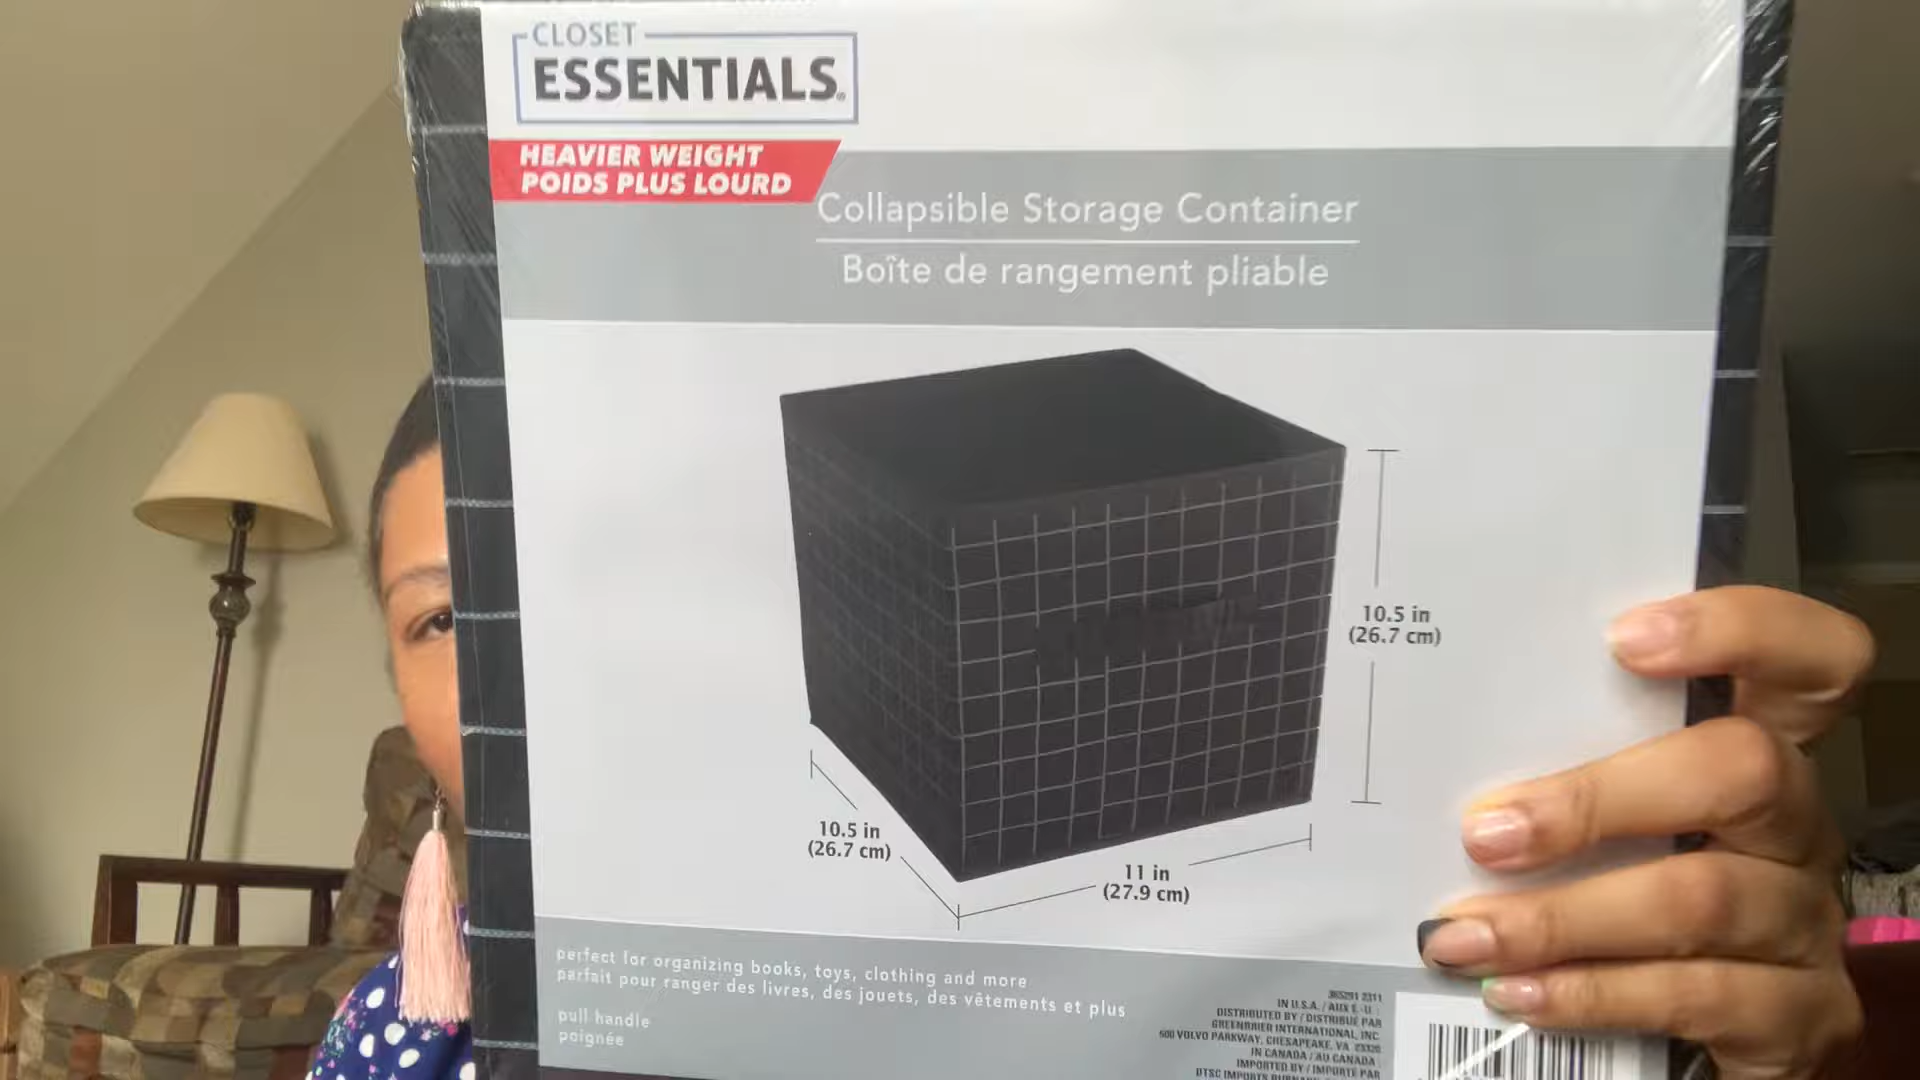 CLOSET
ESSENTIALS®
HEAVIER WEIGHT
POIDS PLUS LOURD
Collapsible Storage Container
Boîte de rangement pliable
10.5 in
(26.7 cm)
10.5 in
(26.7 cm)
11 in
(27.9 cm)
perfect for organizing books, toys, clothing and more
parfait pour ranger des livres, des jouets, des vêtements et plus
pull handle
poignée
365291 2311
IN U.S.A. / AUX É.-U. :
DISTRIBUTED BY / DISTRIBUÉ PAR
GREENBRIER INTERNATIONAL, INC.
500 VOLVO PARKWAY, CHESAPEAKE, VA 23320
IN CANADA / AU CANADA :
IMPORTED BY / IMPORTÉ PAR
DTSC IMPORTS